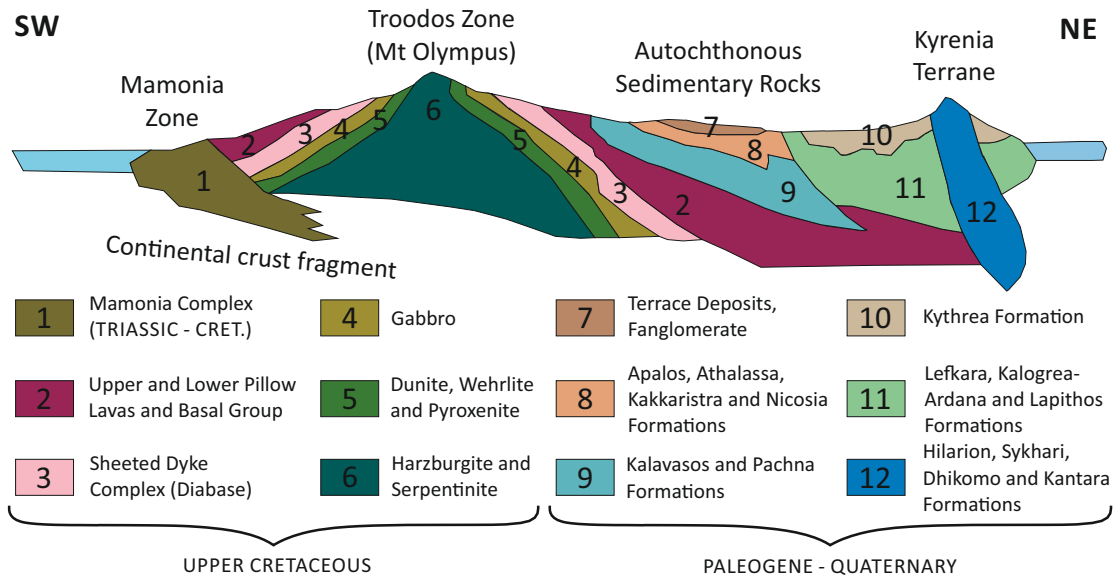 SW
Troodos Zone
(Mt Olympus)
NE
Autochthonous
Sedimentary Rocks
Kyrenia
Terrane
Mamonia
Zone
1
2
3
4
5
6
5
4
3
2
7
8
9
10
11
12
Continental crust fragment
1
Mamonia Complex
(TRIASSIC - CRET.)
4
Gabbro
7
Terrace Deposits,
Fanglomerate
10
Kythrea Formation
2
Upper and Lower Pillow
Lavas and Basal Group
5
Dunite, Wehrlite
and Pyroxenite
8
Apalos, Athalassa,
Kakkaristra and Nicosia
Formations
11
Lefkara, Kalogrea-
Ardana and Lapithos
Formations
3
Sheeted Dyke
Complex (Diabase)
6
Harzburgite and
Serpentinite
9
Kalavasos and Pachna
Formations
12
Hilarion, Sykhari,
Dhikomo and Kantara
Formations
UPPER CRETACEOUS
PALEOGENE - QUATERNARY